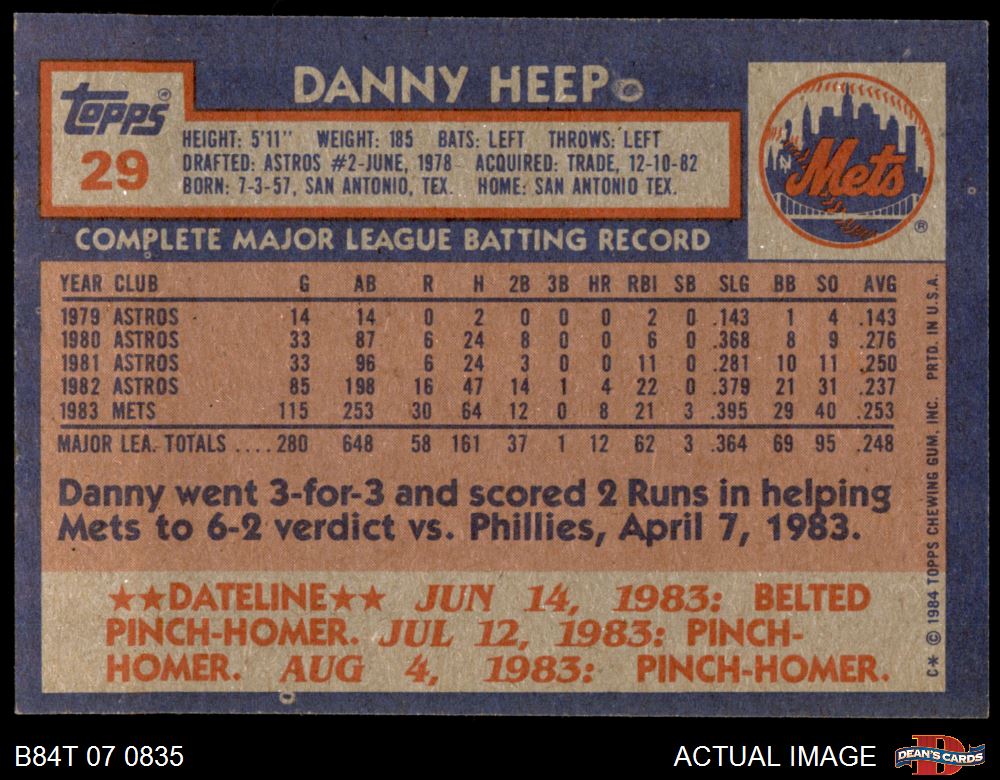 DANNY HEEP
Topps ®
29
HEIGHT: 5'11" WEIGHT: 185 BATS: LEFT THROWS: LEFT
DRAFTED: ASTROS #2-JUNE, 1978 ACQUIRED: TRADE, 12-10-82
BORN: 7-3-57, SAN ANTONIO, TEX. HOME: SAN ANTONIO TEX.
NY
Mets
®
COMPLETE MAJOR LEAGUE BATTING RECORD
YEAR CLUB G AB R H 2B 3B HR RBI SB SLG BB SO AVG
1979 ASTROS 14 14 0 2 0 0 0 2 0 .143 1 4 .143
1980 ASTROS 33 87 6 24 8 0 0 6 0 .368 8 9 .276
1981 ASTROS 33 96 6 24 3 0 0 11 0 .281 10 11 .250
1982 ASTROS 85 198 16 47 14 1 4 22 0 .379 21 31 .237
1983 METS 115 253 30 64 12 0 8 21 3 .395 29 40 .253
MAJOR LEA. TOTALS ....280 648 58 161 37 1 12 62 3 .364 69 95 .248
Danny went 3-for-3 and scored 2 Runs in helping
Mets to 6-2 verdict vs. Phillies, April 7, 1983.
★★DATELINE★★ JUN 14, 1983: BELTED
PINCH-HOMER. JUL 12, 1983: PINCH-
HOMER. AUG 4, 1983: PINCH-HOMER.
C* © 1984 TOPPS CHEWING GUM, INC. PRTD. IN U.S.A.
B84T 07 0835
ACTUAL IMAGE
DEAN'S CARDS